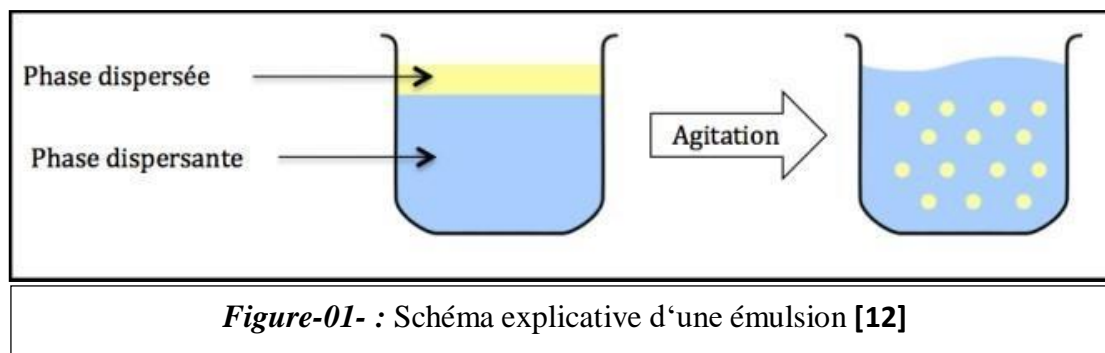 Phase dispersée
Phase dispersante
Agitation
Figure-01- : Schéma explicative d‘une émulsion [12]